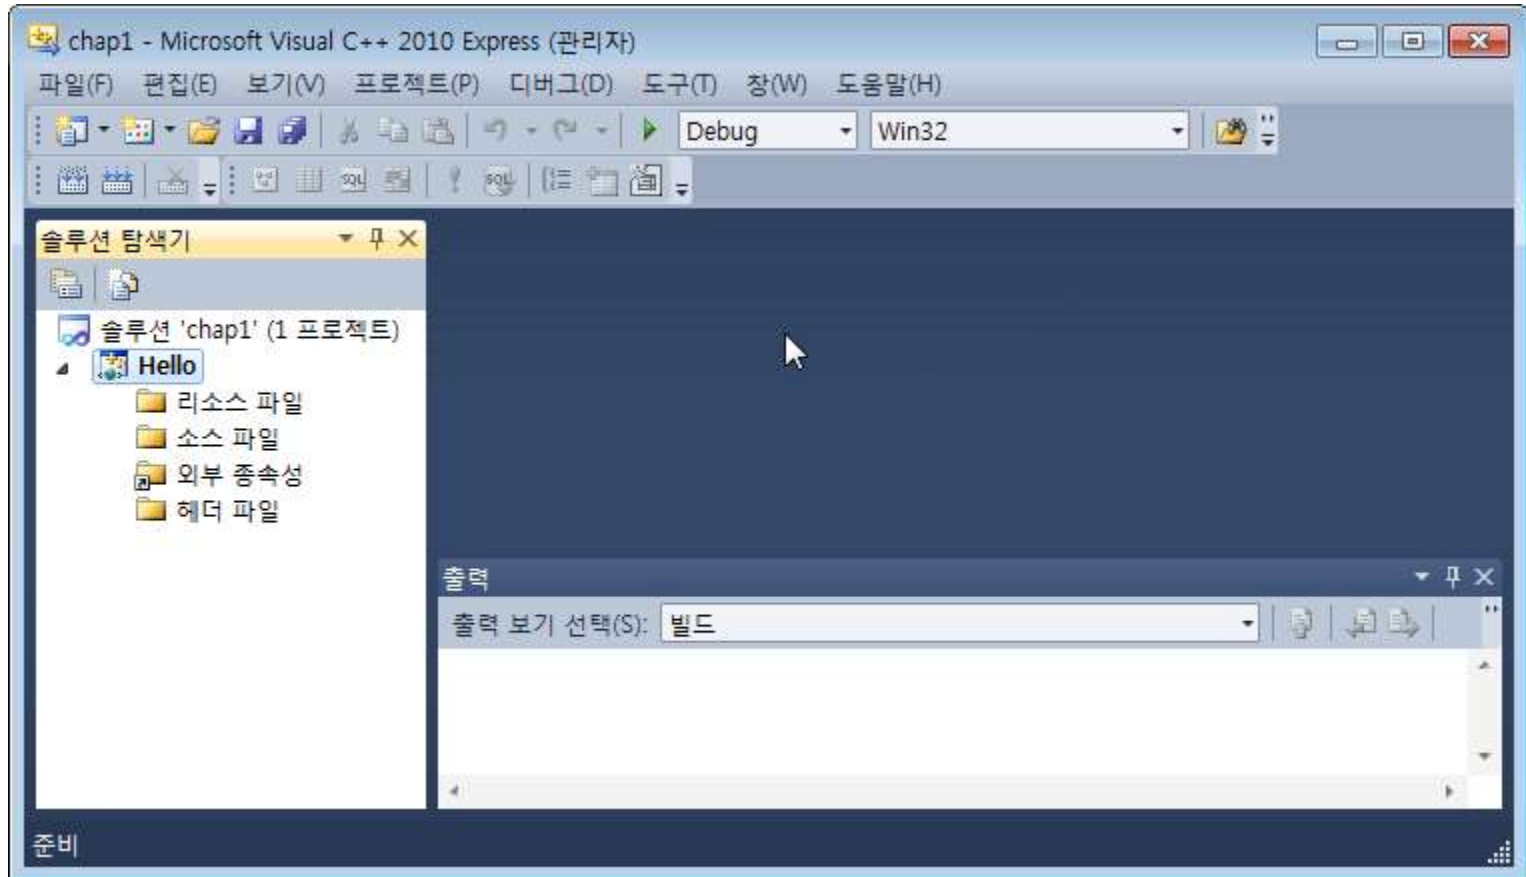 chap1 - Microsoft Visual C++ 2010 Express (관리자)
파일(F) 편집(E) 보기(V) 프로젝트(P) 디버그(D) 도구(T) 창(W) 도움말(H)
Debug Win32
SQL SQL
솔루션 탐색기
솔루션 'chap1' (1 프로젝트)
Hello
리소스 파일
소스 파일
외부 종속성
헤더 파일
출력
출력 보기 선택(S): 빌드
준비